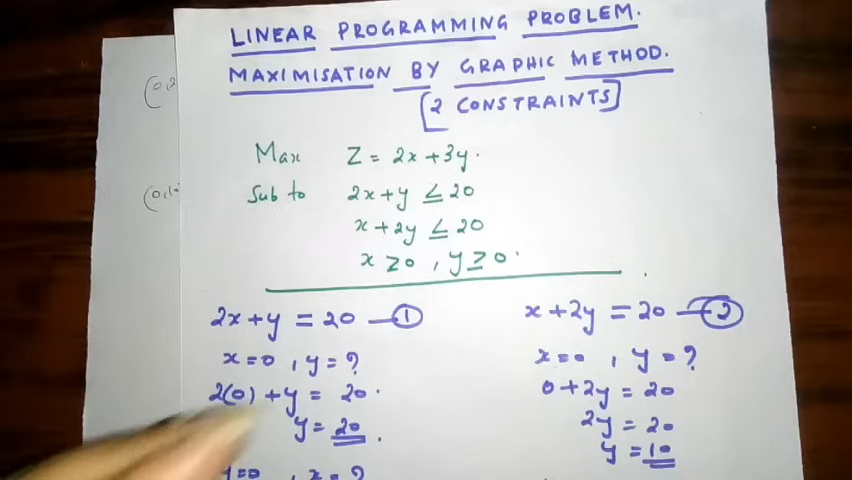 LINEAR PROGRAMMING PROBLEM.
MAXIMISATION BY GRAPHIC METHOD.
[2 CONSTRAINTS]
Max Z = 2x+3y.
Sub to 2x+y ≤ 20
x+2y ≤ 20
x ≥0 , y ≥ 0.
2x+y = 20 — ①
x+2y = 20 — ②
x=0 , y=?
x=0 , y=?
2(0) +y = 20.
0+2y = 20
y= 20.
2y = 20
y = 10
y=0 , x=?